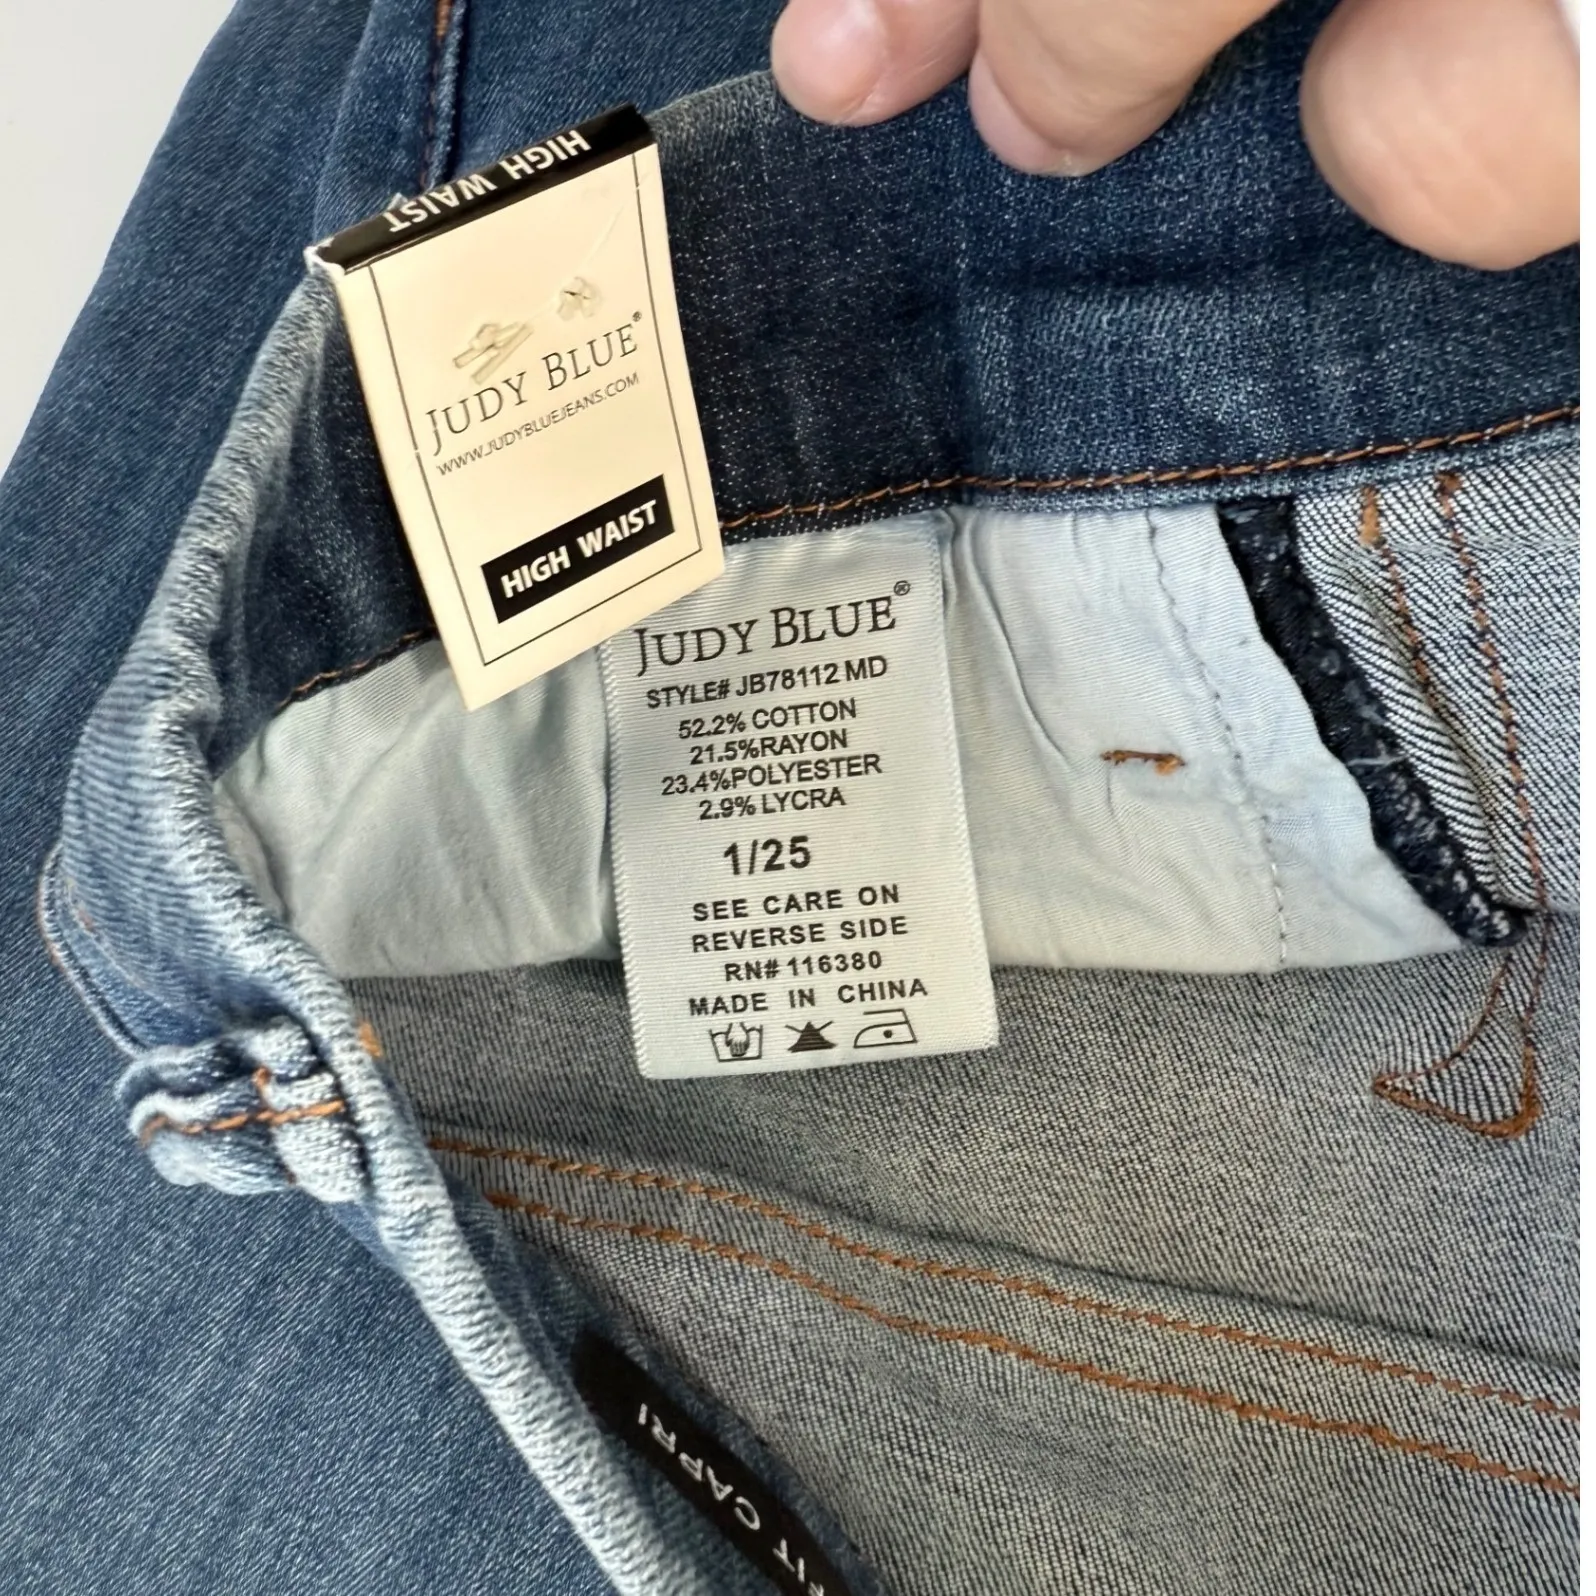 HIGH WAIST
JUDY BLUE®
WWW.JUDYBLUEJEANS.COM
HIGH WAIST
JUDY BLUE®
STYLE# JB78112 MD
52.2% COTTON
21.5%RAYON
23.4%POLYESTER
2.9% LYCRA
1/25
SEE CARE ON
REVERSE SIDE
RN# 116380
MADE IN CHINA
FIT CAPRI